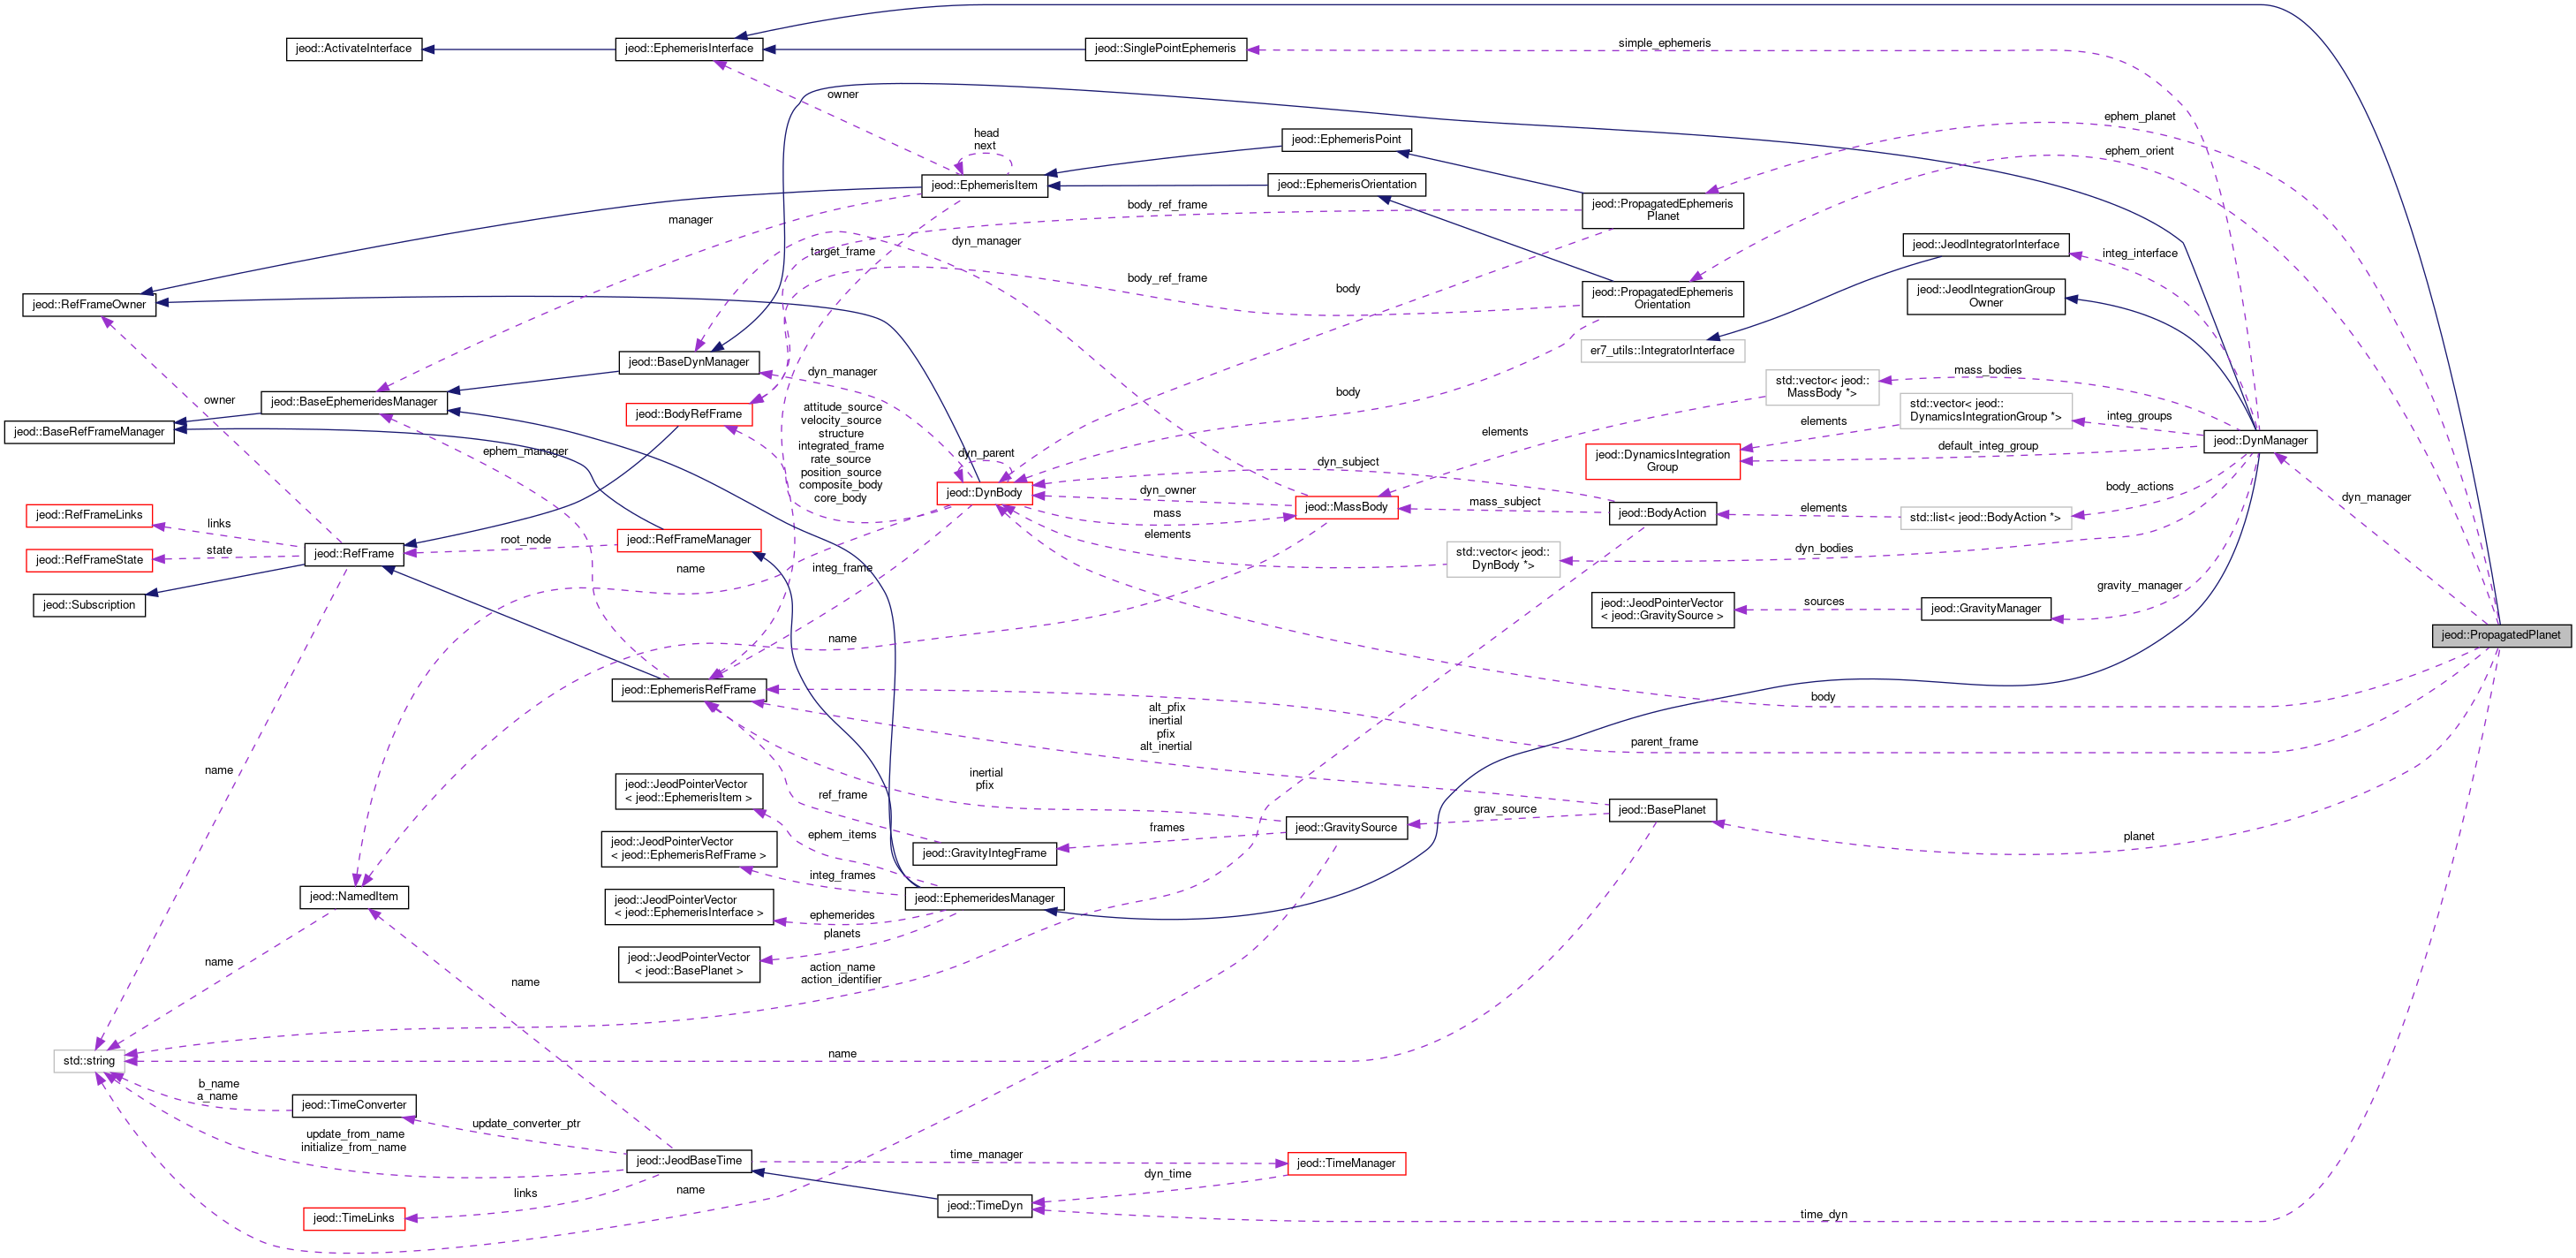 jeod::ActivateInterface
jeod::EphemerisInterface
jeod::SinglePointEphemeris
simple_ephemeris
owner
head
next
jeod::EphemerisPoint
ephem_planet
ephem_orient
jeod::EphemerisItem
jeod::EphemerisOrientation
jeod::PropagatedEphemeris
Planet
body_ref_frame
manager
dyn_manager
target_frame
jeod::JeodIntegratorInterface
integ_interface
body_ref_frame
body
jeod::PropagatedEphemeris
Orientation
jeod::JeodIntegrationGroup
Owner
jeod::RefFrameOwner
er7_utils::IntegratorInterface
jeod::BaseDynManager
dyn_manager
mass_bodies
std::vector< jeod::
MassBody *>
body
owner
jeod::BaseEphemeridesManager
jeod::BaseRefFrameManager
jeod::BodyRefFrame
attitude_source
velocity_source
structure
integrated_frame
rate_source
position_source
composite_body
core_body
std::vector< jeod::
DynamicsIntegrationGroup *>
integ_groups
elements
elements
jeod::DynManager
default_integ_group
jeod::DynamicsIntegration
Group
ephem_manager
dyn_parent
dyn_subject
jeod::DynBody
dyn_owner
mass
jeod::MassBody
mass_subject
jeod::BodyAction
elements
std::list< jeod::BodyAction *>
body_actions
dyn_manager
jeod::RefFrameLinks
links
jeod::RefFrameState
state
jeod::RefFrame
root_node
jeod::RefFrameManager
elements
std::vector< jeod::
DynBody *>
dyn_bodies
name
integ_frame
gravity_manager
jeod::Subscription
jeod::JeodPointerVector
< jeod::GravitySource >
sources
jeod::GravityManager
jeod::PropagatedPlanet
name
jeod::EphemerisRefFrame
body
alt_pfix
inertial
pfix
alt_inertial
parent_frame
name
inertial
pfix
jeod::JeodPointerVector
< jeod::EphemerisItem >
ref_frame
grav_source
jeod::BasePlanet
ephem_items
frames
jeod::GravitySource
planet
jeod::JeodPointerVector
< jeod::EphemerisRefFrame >
jeod::GravityIntegFrame
integ_frames
jeod::NamedItem
jeod::EphemeridesManager
jeod::JeodPointerVector
< jeod::EphemerisInterface >
ephemerides
planets
jeod::JeodPointerVector
< jeod::BasePlanet >
name
action_name
action_identifier
name
std::string
name
b_name
a_name
jeod::TimeConverter
update_converter_ptr
update_from_name
initialize_from_name
jeod::JeodBaseTime
time_manager
jeod::TimeManager
dyn_time
links
name
jeod::TimeLinks
jeod::TimeDyn
time_dyn